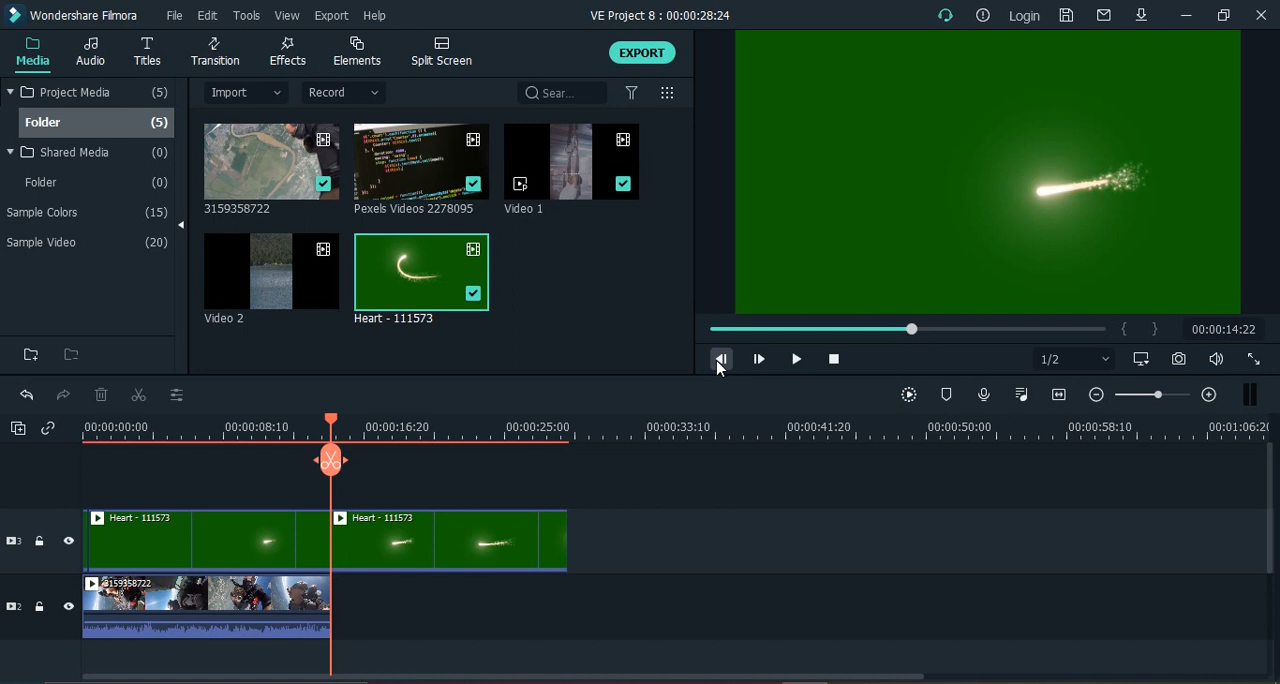 Wondershare Filmora File Edit Tools View Export Help VE Project 8 : 00:00:28:24 Login
Media Audio Titles Transition Effects Elements Split Screen EXPORT
Project Media (5)
Folder (5)
Shared Media (0)
Folder (0)
Sample Colors (15)
Sample Video (20)
Import Record Sear...
3159358722 Pexels Videos 2278095 Video 1
Video 2 Heart - 111573
{ } 00:00:14:22
1/2
00:00:00:00 00:00:08:10 00:00:16:20 00:00:25:00 00:00:33:10 00:00:41:20 00:00:50:00 00:00:58:10 00:01:06:20
3 Heart - 111573 Heart - 111573
2 3159358722